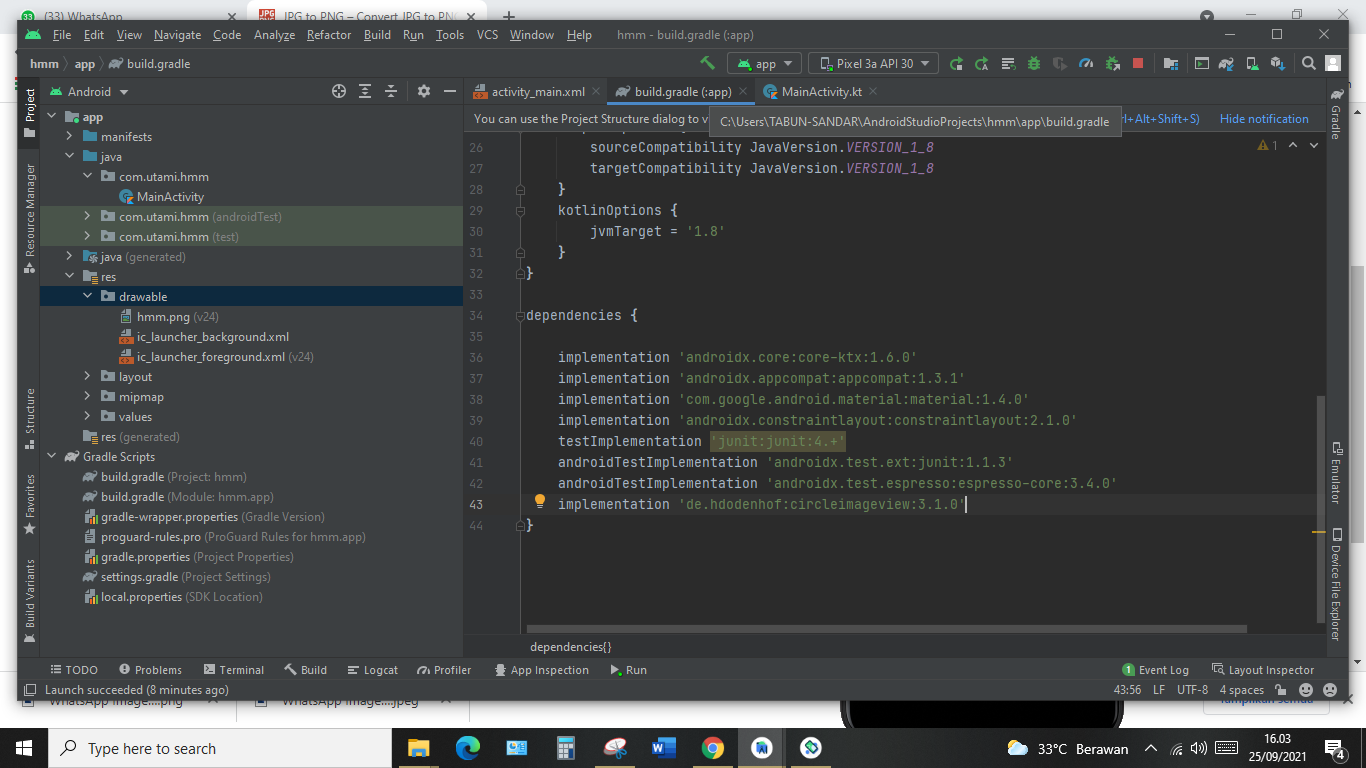 (33) WhatsApp
JPG to PNG – Convert JPG to PNG
File Edit View Navigate Code Analyze Refactor Build Run Tools VCS Window Help hmm - build.gradle (:app)
hmm app build.gradle
app Pixel 3a API 30
Android
activity_main.xml build.gradle (:app) MainActivity.kt
You can use the Project Structure dialog to v
C:\Users\TABUN-SANDAR\AndroidStudioProjects\hmm\app\build.gradle
rl+Alt+Shift+S) Hide notification
Project
Resource Manager
Structure
Favorites
Build Variants
app
manifests
java
com.utami.hmm
MainActivity
com.utami.hmm (androidTest)
com.utami.hmm (test)
java (generated)
res
drawable
hmm.png (v24)
ic_launcher_background.xml
ic_launcher_foreground.xml (v24)
layout
mipmap
values
res (generated)
Gradle Scripts
build.gradle (Project: hmm)
build.gradle (Module: hmm.app)
gradle-wrapper.properties (Gradle Version)
proguard-rules.pro (ProGuard Rules for hmm.app)
gradle.properties (Project Properties)
settings.gradle (Project Settings)
local.properties (SDK Location)
1
26 sourceCompatibility JavaVersion.VERSION_1_8
27 targetCompatibility JavaVersion.VERSION_1_8
28 }
29 kotlinOptions {
30 jvmTarget = '1.8'
31 }
32 }
33
34 dependencies {
35
36 implementation 'androidx.core:core-ktx:1.6.0'
37 implementation 'androidx.appcompat:appcompat:1.3.1'
38 implementation 'com.google.android.material:material:1.4.0'
39 implementation 'androidx.constraintlayout:constraintlayout:2.1.0'
40 testImplementation 'junit:junit:4.+'
41 androidTestImplementation 'androidx.test.ext:junit:1.1.3'
42 androidTestImplementation 'androidx.test.espresso:espresso-core:3.4.0'
43 implementation 'de.hdodenhof:circleimageview:3.1.0'
44 }
dependencies{}
Gradle
Emulator
Device File Explorer
TODO Problems Terminal Build Logcat Profiler App Inspection Run
1 Event Log Layout Inspector
Launch succeeded (8 minutes ago)
43:56 LF UTF-8 4 spaces
WhatsApp Image....png
WhatsApp Image....jpeg
Tampilkan semua
Type here to search
33°C Berawan
16.03
25/09/2021
4